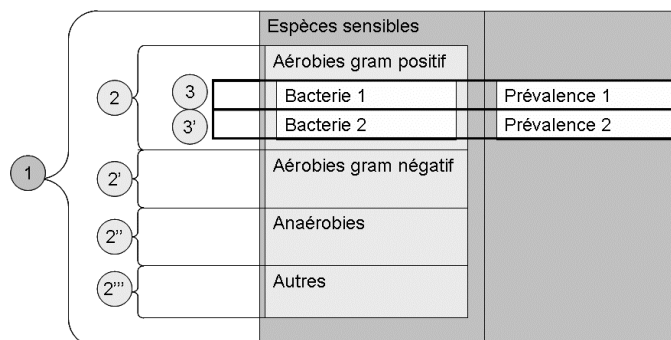 Espèces sensibles
Aérobies gram positif
2
3
Bacterie 1
Prévalence 1
3'
Bacterie 2
Prévalence 2
1
2'
Aérobies gram négatif
2''
Anaérobies
2'''
Autres